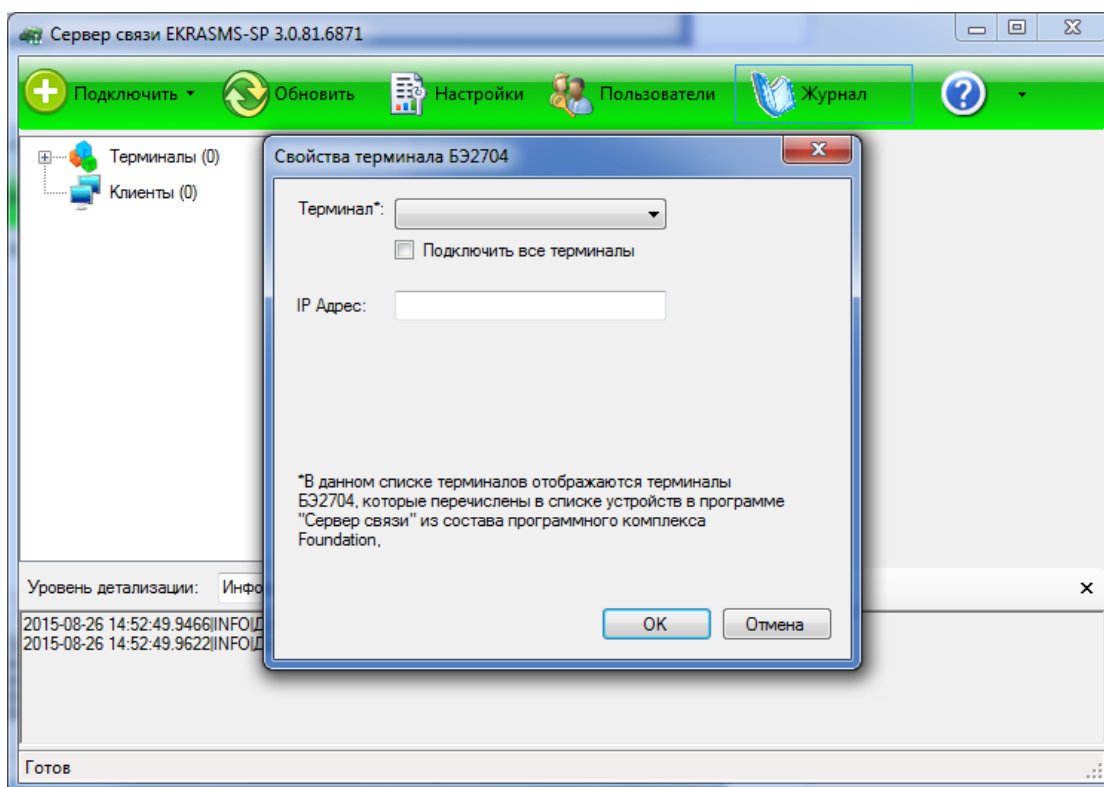 Сервер связи EKRASMS-SP 3.0.81.6871
Подключить Обновить Настройки Пользователи Журнал
Терминалы (0)
Клиенты (0)
Свойства терминала БЭ2704
Терминал*:
Подключить все терминалы
IP Адрес:
*В данном списке терминалов отображаются терминалы
БЭ2704, которые перечислены в списке устройств в программе
"Сервер связи" из состава программного комплекса
Foundation,
OK Отмена
Уровень детализации: Инфо
2015-08-26 14:52:49.9466|INFO|Д
2015-08-26 14:52:49.9622|INFO|Д
Готов